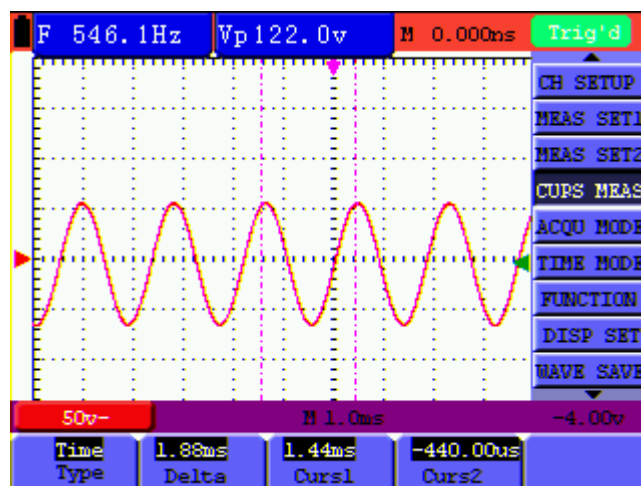 F 546.1Hz Vp122.0v M 0.000ns Trig'd
CH SETUP
MEAS SET1
MEAS SET2
CURS MEAS
ACQU MODE
TIME MODE
FUNCTION
DISP SET
WAVE SAVE
50v~ M 1.0ms -4.00v
Time 1.88ms 1.44ms -440.00us
Type Delta Curs1 Curs2